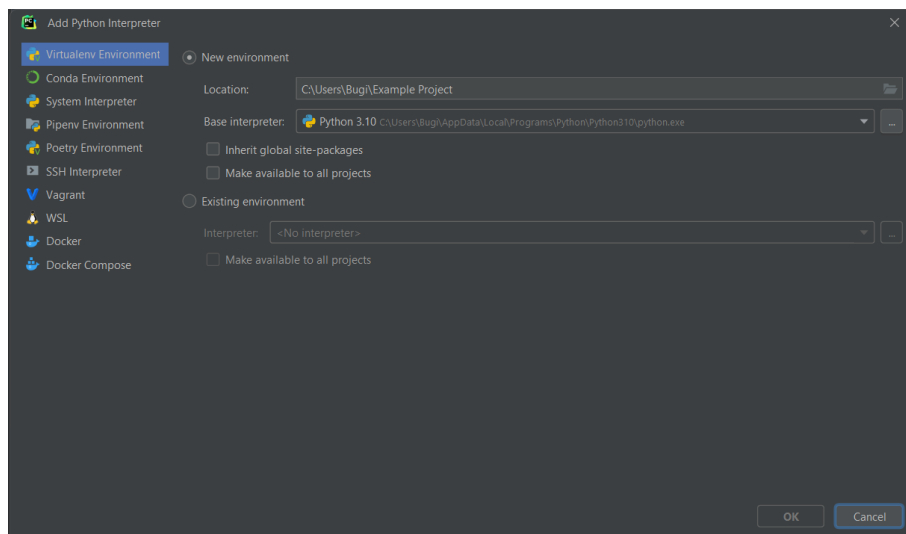 Add Python Interpreter
Virtualenv Environment
Conda Environment
System Interpreter
Pipenv Environment
Poetry Environment
SSH Interpreter
Vagrant
WSL
Docker
Docker Compose
New environment
Location: C:\Users\Bugi\Example Project
Base interpreter: Python 3.10 C:\Users\Bugi\AppData\Local\Programs\Python\Python310\python.exe
...
Inherit global site-packages
Make available to all projects
Existing environment
Interpreter: <No interpreter>
...
Make available to all projects
OK Cancel